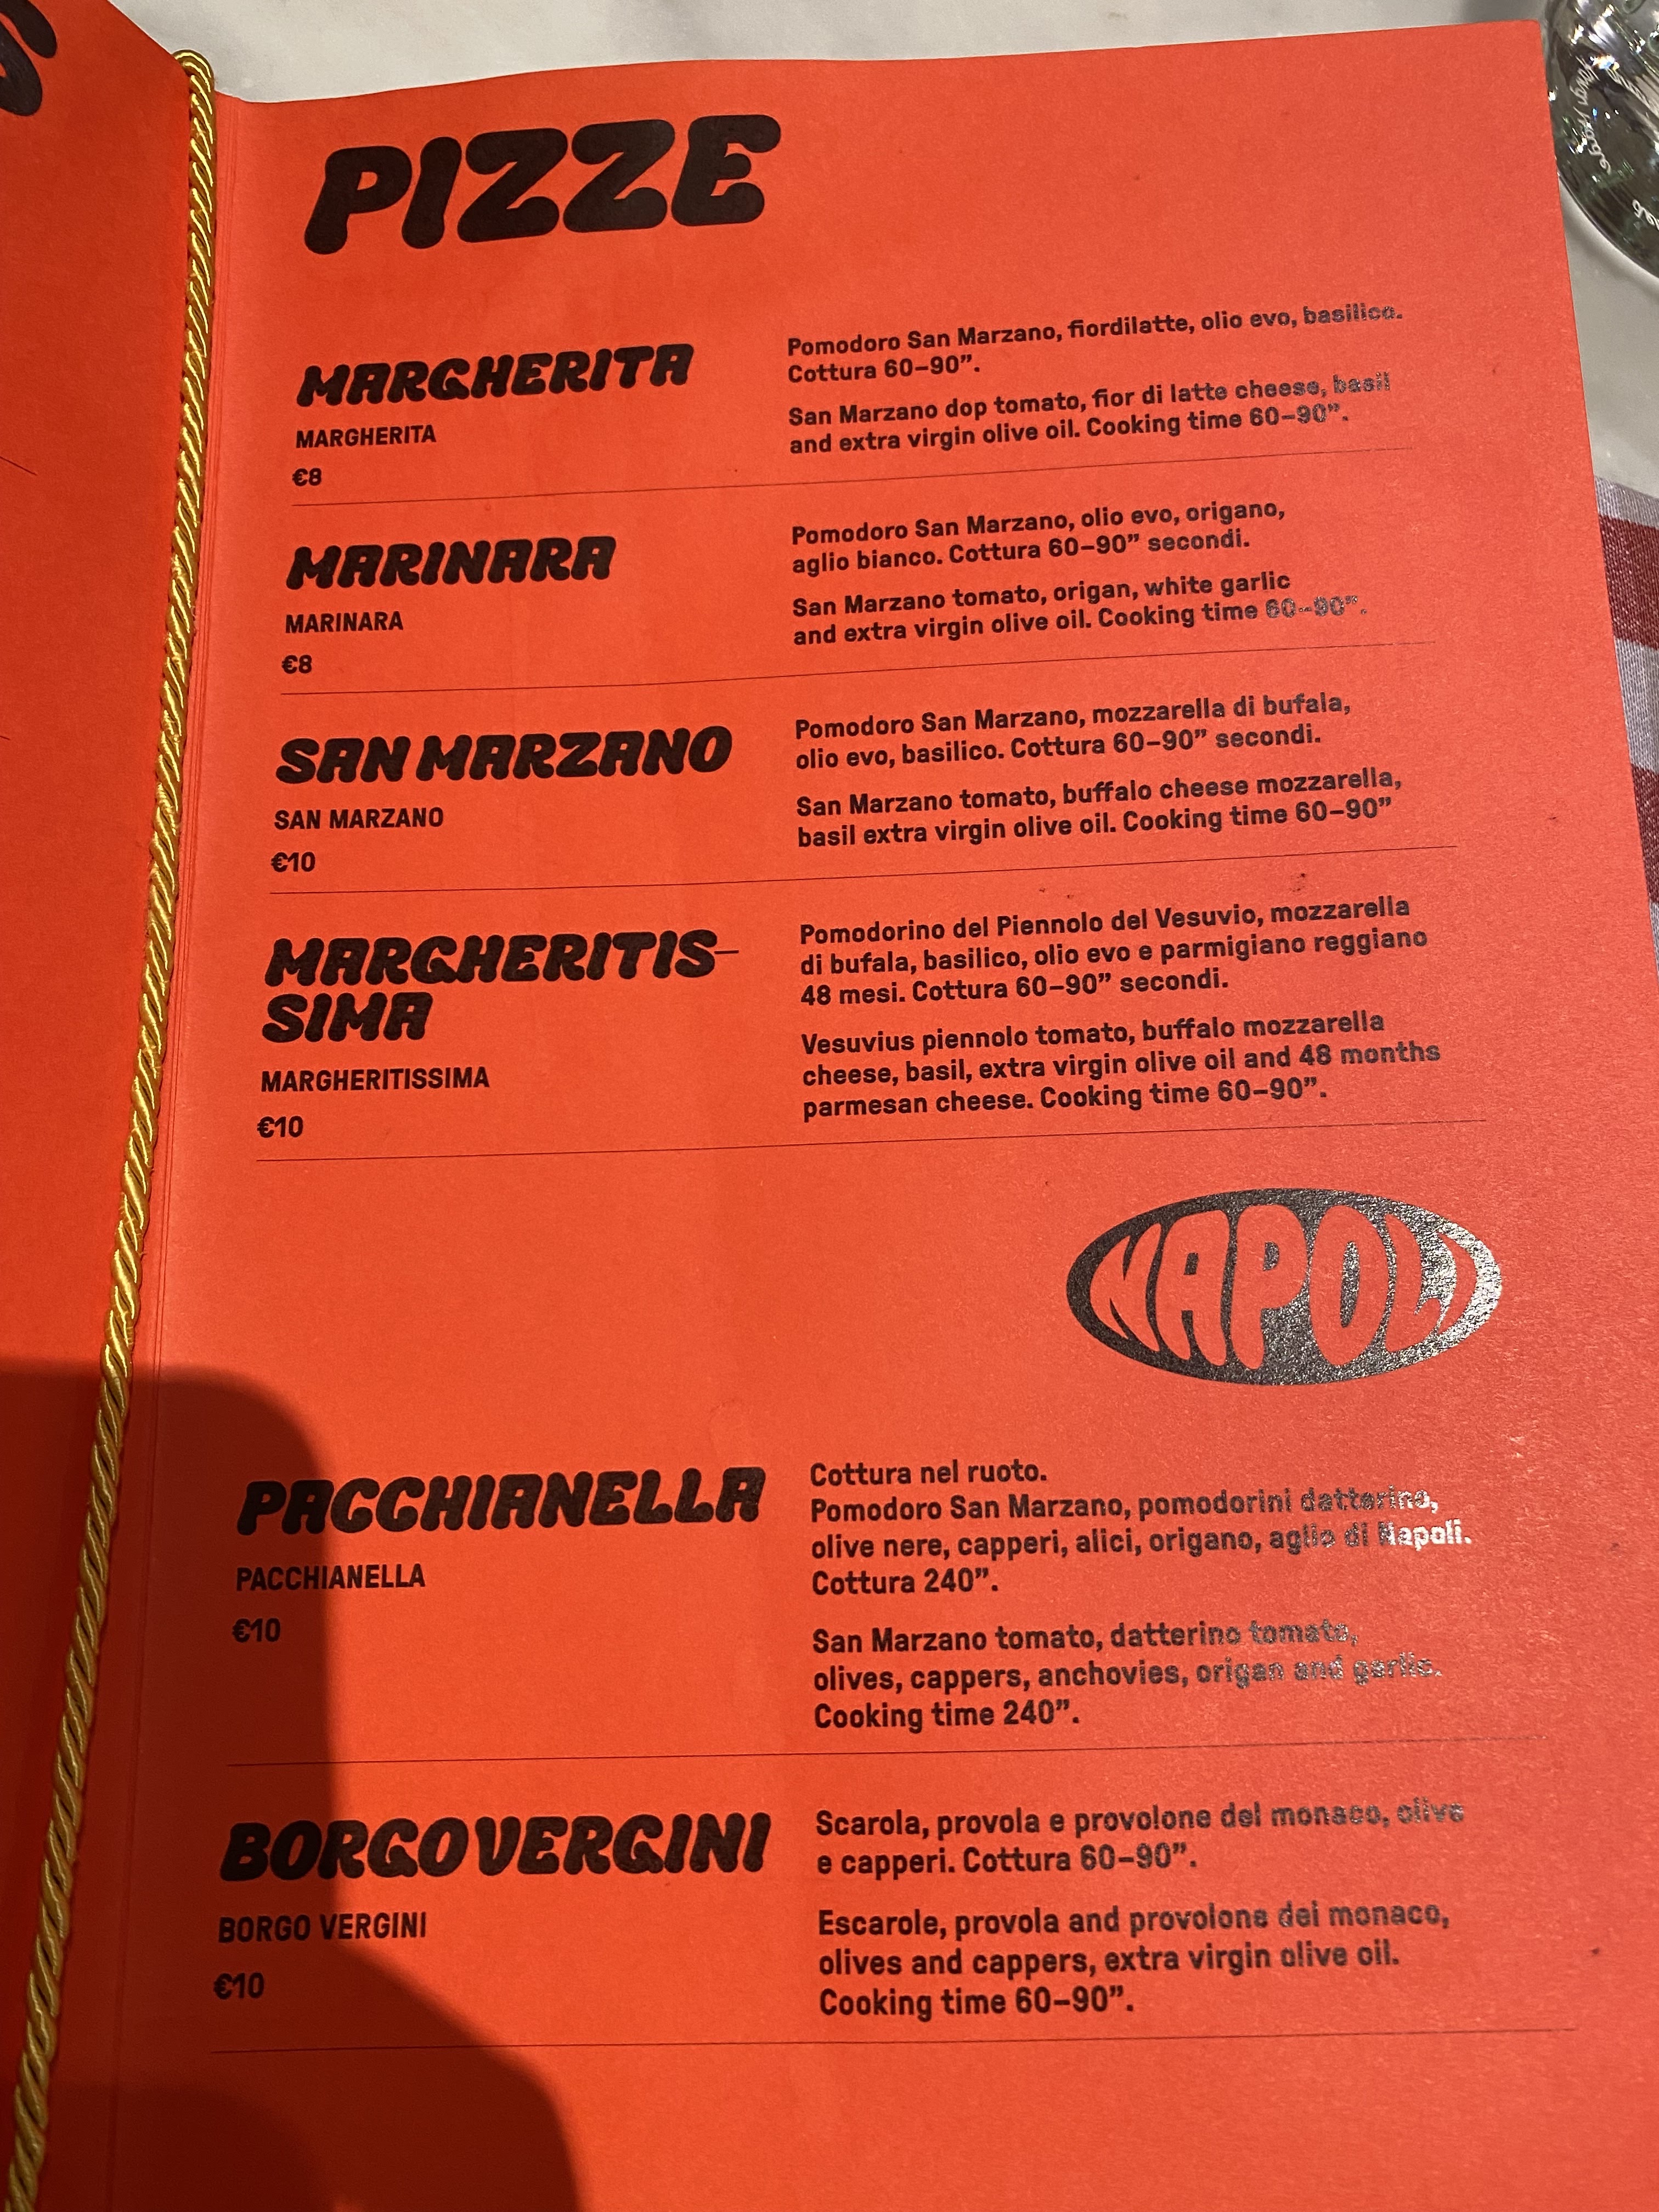 PIZZE
MARGHERITA
MARGHERITA
€8
Pomodoro San Marzano, fiordilatte, olio evo, basilico.
Cottura 60–90”.
San Marzano dop tomato, fior di latte cheese, basil
and extra virgin olive oil. Cooking time 60–90”.
MARINARA
MARINARA
€8
Pomodoro San Marzano, olio evo, origano,
aglio bianco. Cottura 60–90” secondi.
San Marzano tomato, origan, white garlic
and extra virgin olive oil. Cooking time 60–90”.
SAN MARZANO
SAN MARZANO
€10
Pomodoro San Marzano, mozzarella di bufala,
olio evo, basilico. Cottura 60–90” secondi.
San Marzano tomato, buffalo cheese mozzarella,
basil extra virgin olive oil. Cooking time 60–90”
MARGHERITIS–
SIMA
MARGHERITISSIMA
€10
Pomodorino del Piennolo del Vesuvio, mozzarella
di bufala, basilico, olio evo e parmigiano reggiano
48 mesi. Cottura 60–90” secondi.
Vesuvius piennolo tomato, buffalo mozzarella
cheese, basil, extra virgin olive oil and 48 months
parmesan cheese. Cooking time 60–90”.
NAPOLI
PACCHIANELLA
PACCHIANELLA
€10
Cottura nel ruoto.
Pomodoro San Marzano, pomodorini datterino,
olive nere, capperi, alici, origano, aglio di Napoli.
Cottura 240”.
San Marzano tomato, datterino tomato,
olives, cappers, anchovies, origan and garlic.
Cooking time 240”.
BORGO VERGINI
BORGO VERGINI
€10
Scarola, provola e provolone del monaco, olive
e capperi. Cottura 60–90”.
Escarole, provola and provolone del monaco,
olives and cappers, extra virgin olive oil.
Cooking time 60–90”.